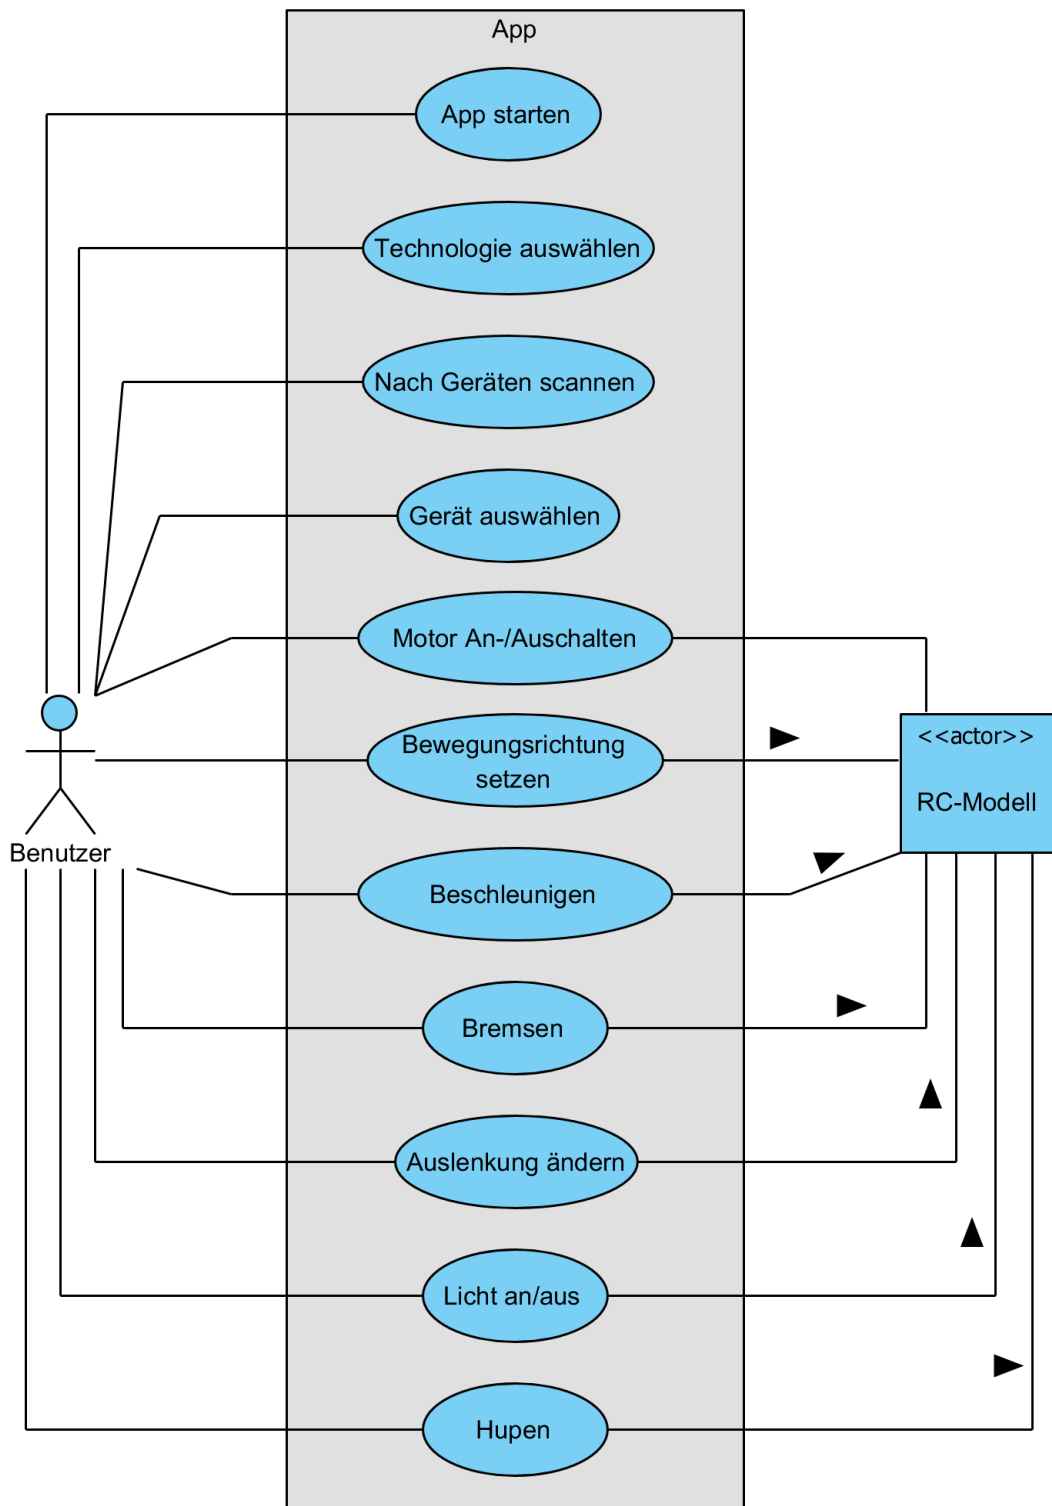 App
App starten
Technologie auswählen
Nach Geräten scannen
Gerät auswählen
Motor An-/Auschalten
Bewegungsrichtung
setzen
<<actor>>
RC-Modell
Benutzer
Beschleunigen
Bremsen
Auslenkung ändern
Licht an/aus
Hupen